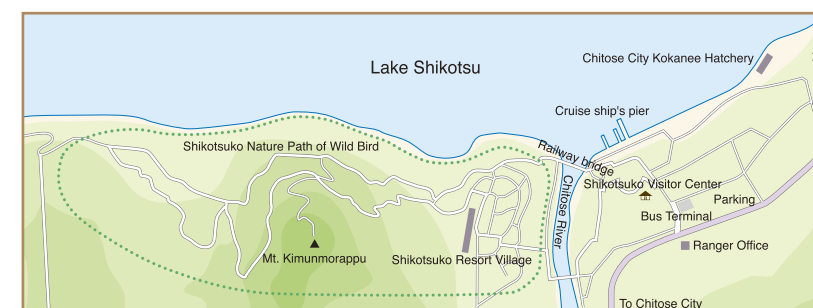 Chitose City Kokanee Hatchery
Lake Shikotsu
Cruise ship's pier
Shikotsuko Nature Path of Wild Bird
Railway bridge
Shikotsuko Visitor Center
Chitose River
Parking
Bus Terminal
Ranger Office
Mt. Kimunmorappu
Shikotsuko Resort Village
To Chitose City